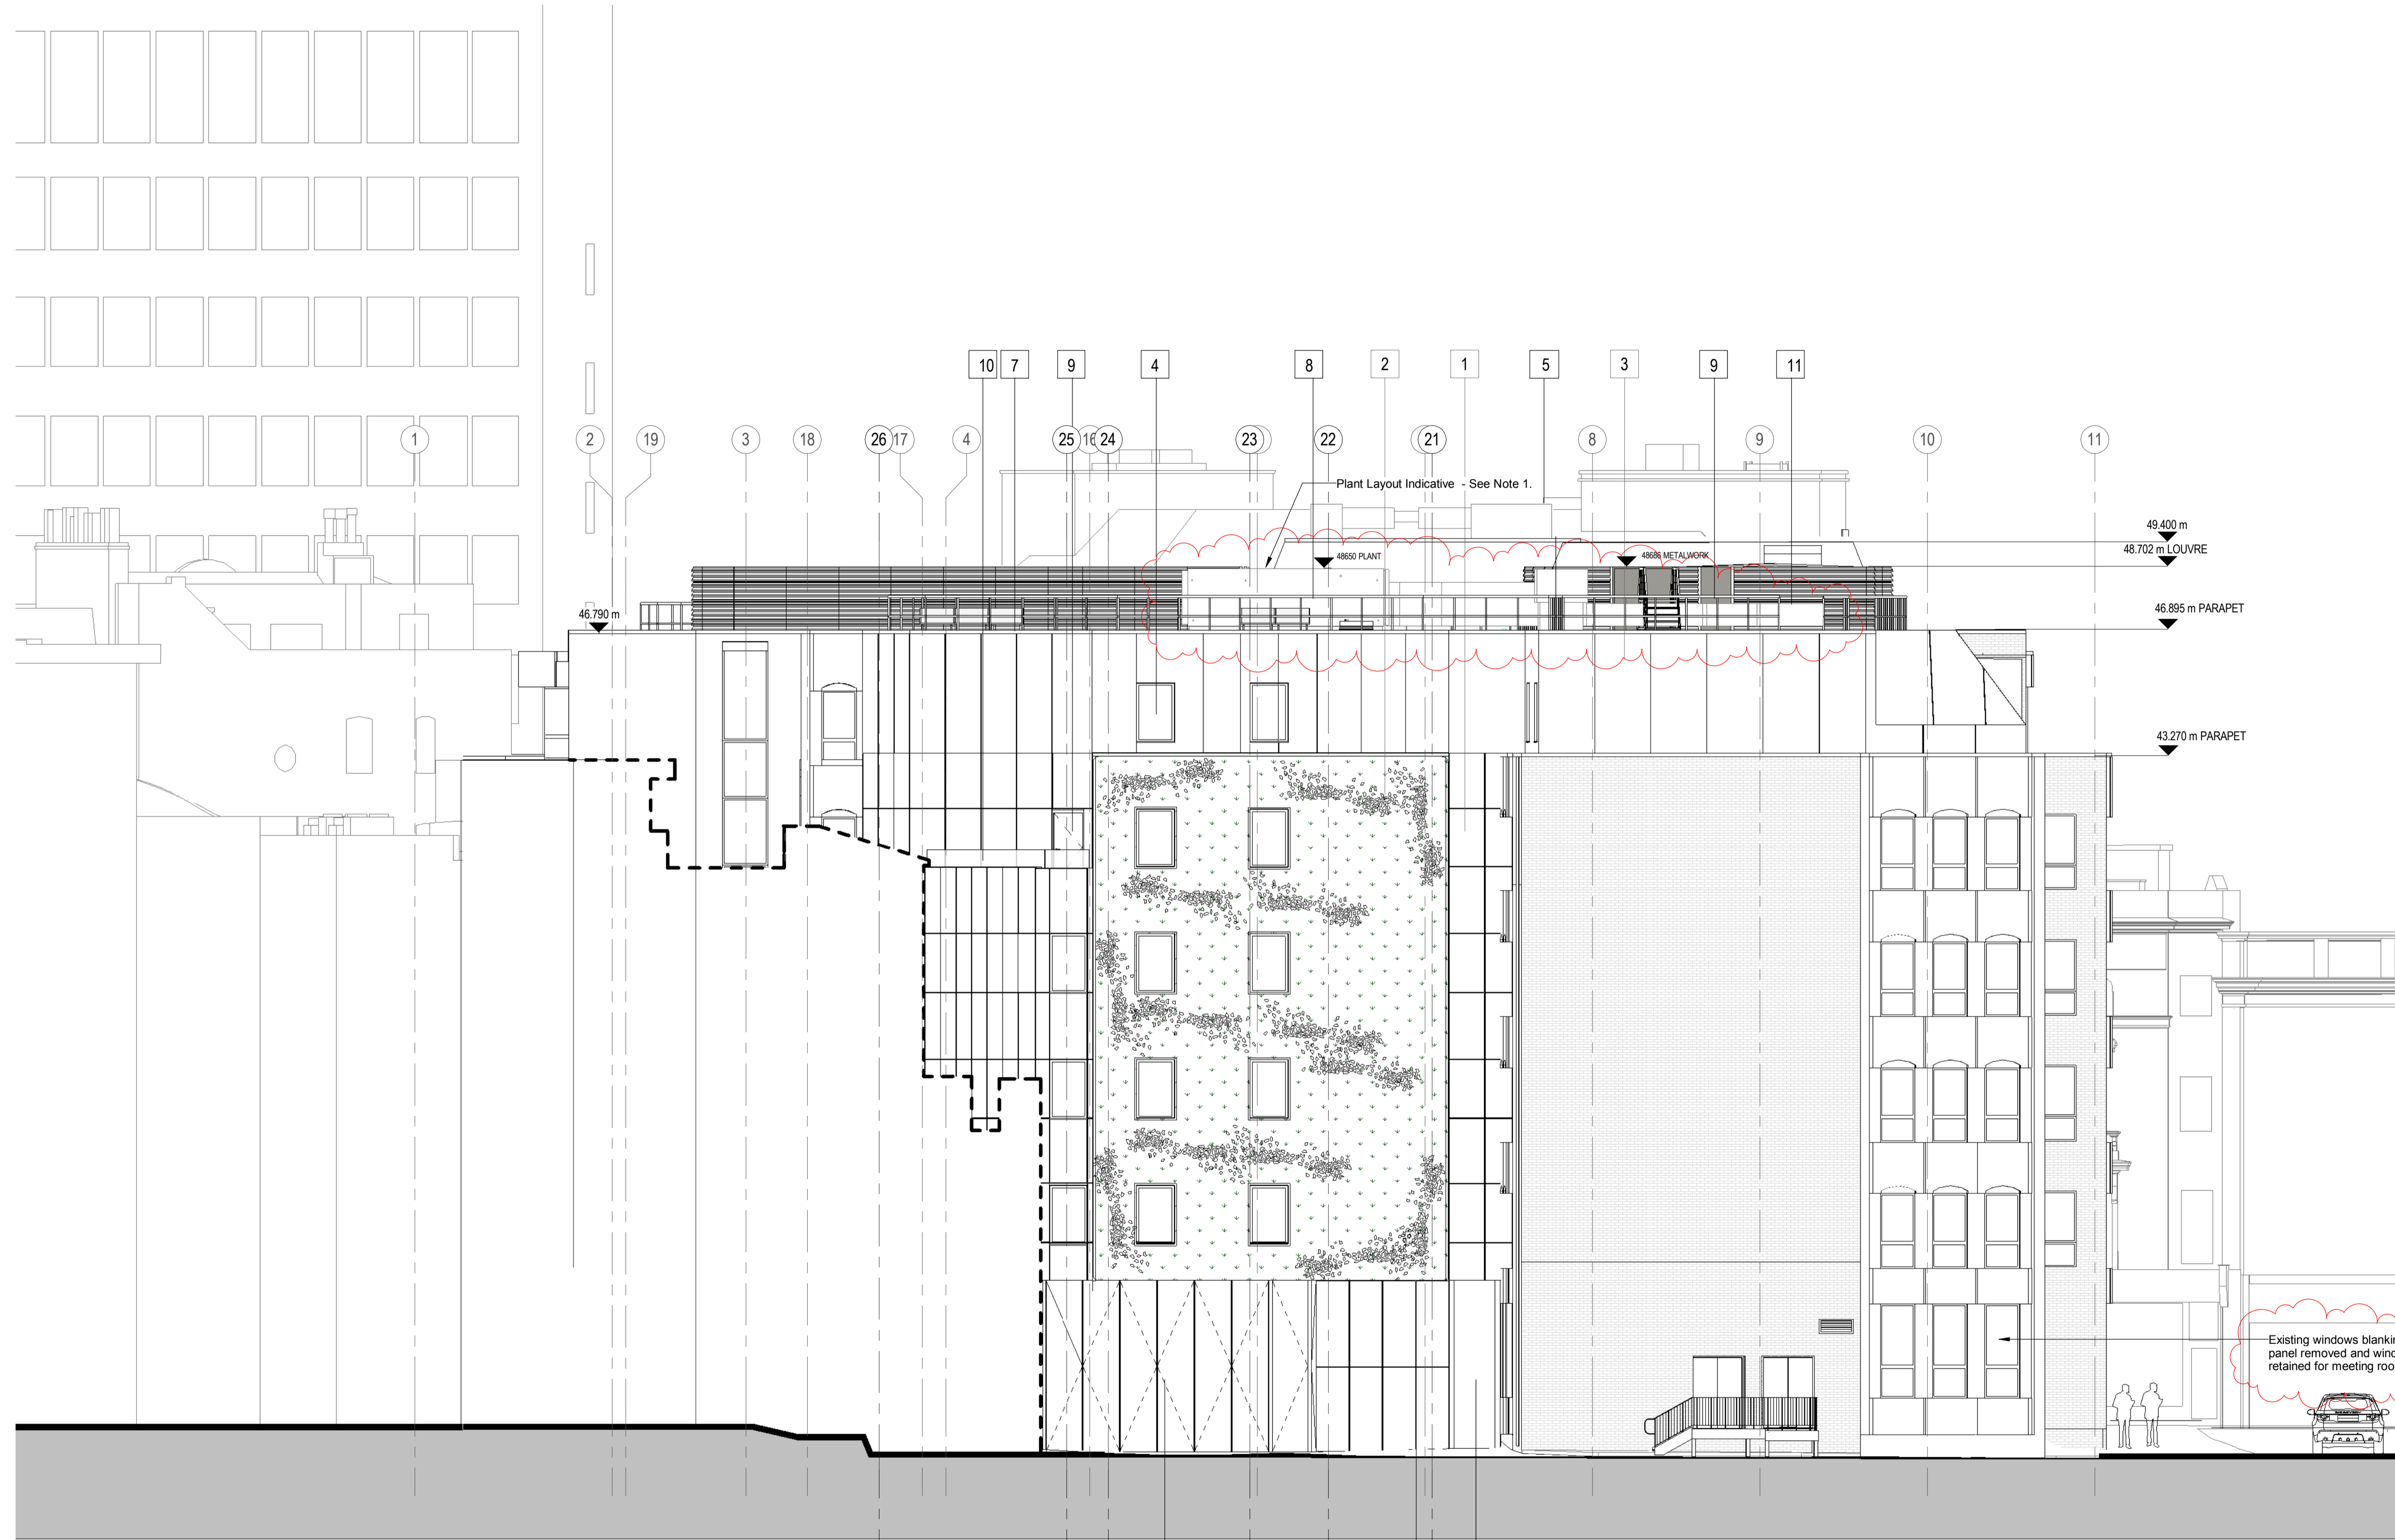 10 7 9 4 8 2 1 5 3 9 11
1 2 19 3 18 26 17 4 25 16 24 23 22 21 8 9 10 11
Plant Layout Indicative - See Note 1.
49.400 m
48.702 m LOUVRE
48650 PLANT
48686 METALWORK
46.790 m
46.895 m PARAPET
43.270 m PARAPET
Existing windows
panel removed and
retained for meeting